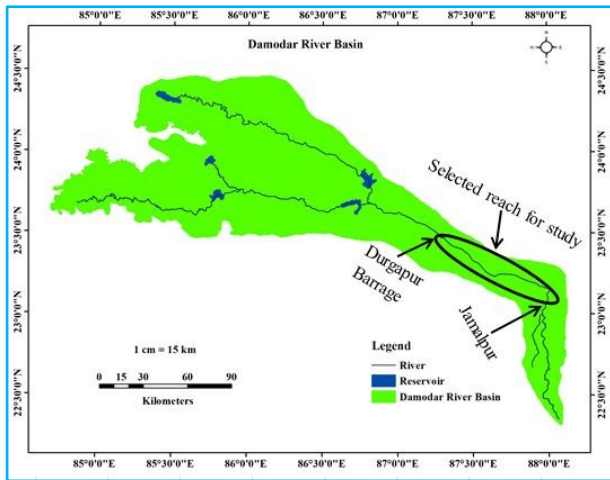 85°0'0"E 85°30'0"E 86°0'0"E 86°30'0"E 87°0'0"E 87°30'0"E 88°0'0"E
Damodar River Basin
N
W E
S
24°30'0"N
24°0'0"N
23°30'0"N
23°0'0"N
22°30'0"N
24°30'0"N
24°0'0"N
23°30'0"N
23°0'0"N
22°30'0"N
Selected reach for study
Durgapur
Barrage
Jamalpur
1 cm = 15 km
0 15 30 60 90
Kilometers
Legend
River
Reservoir
Damodar River Basin
85°0'0"E 85°30'0"E 86°0'0"E 86°30'0"E 87°0'0"E 87°30'0"E 88°0'0"E